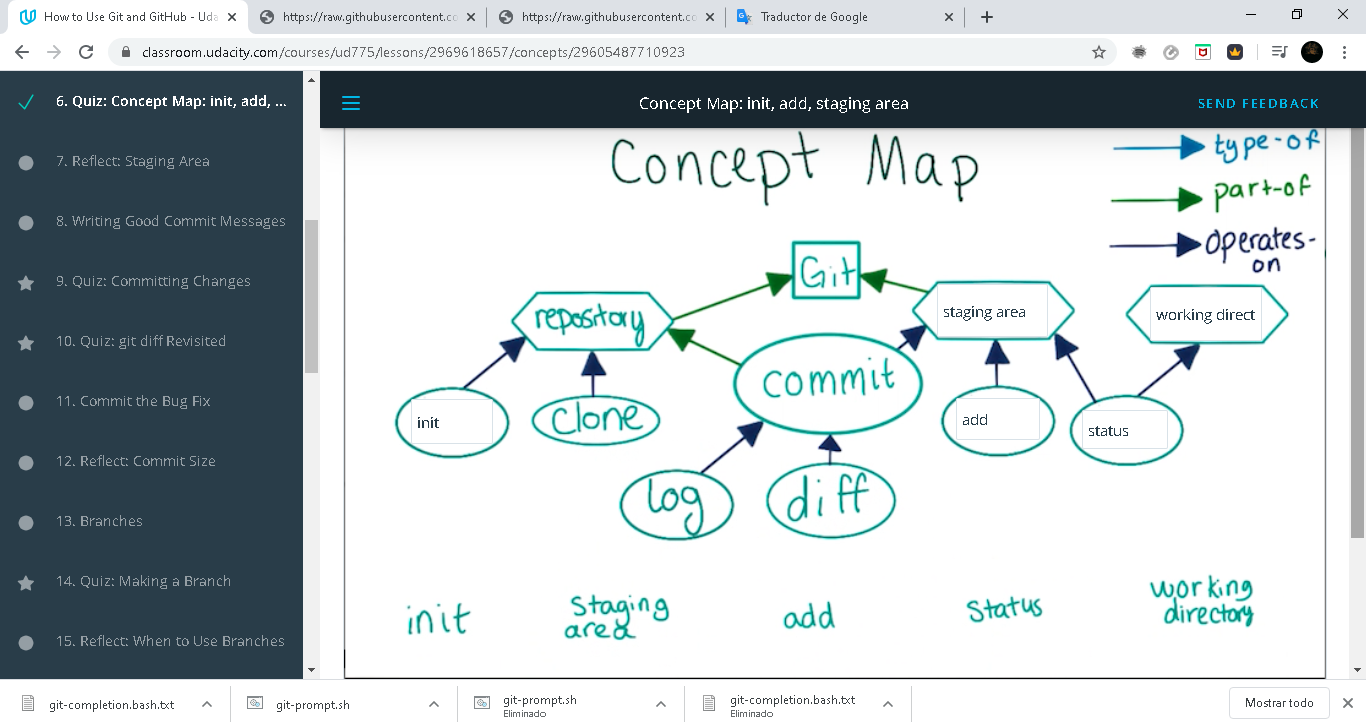 How to Use Git and GitHub - Uda
https://raw.githubusercontent.co
https://raw.githubusercontent.co
Traductor de Google
classroom.udacity.com/courses/ud775/lessons/2969618657/concepts/29605487710923
6. Quiz: Concept Map: init, add, ...
7. Reflect: Staging Area
8. Writing Good Commit Messages
9. Quiz: Committing Changes
10. Quiz: git diff Revisited
11. Commit the Bug Fix
12. Reflect: Commit Size
13. Branches
14. Quiz: Making a Branch
15. Reflect: When to Use Branches
Concept Map: init, add, staging area
SEND FEEDBACK
Concept Map
type-of
part-of
operates-
on
Git
repository
staging area
working direct
commit
init
clone
add
status
log
diff
init
staging
area
add
status
working
directory
git-completion.bash.txt
git-prompt.sh
git-prompt.sh
Eliminado
git-completion.bash.txt
Eliminado
Mostrar todo